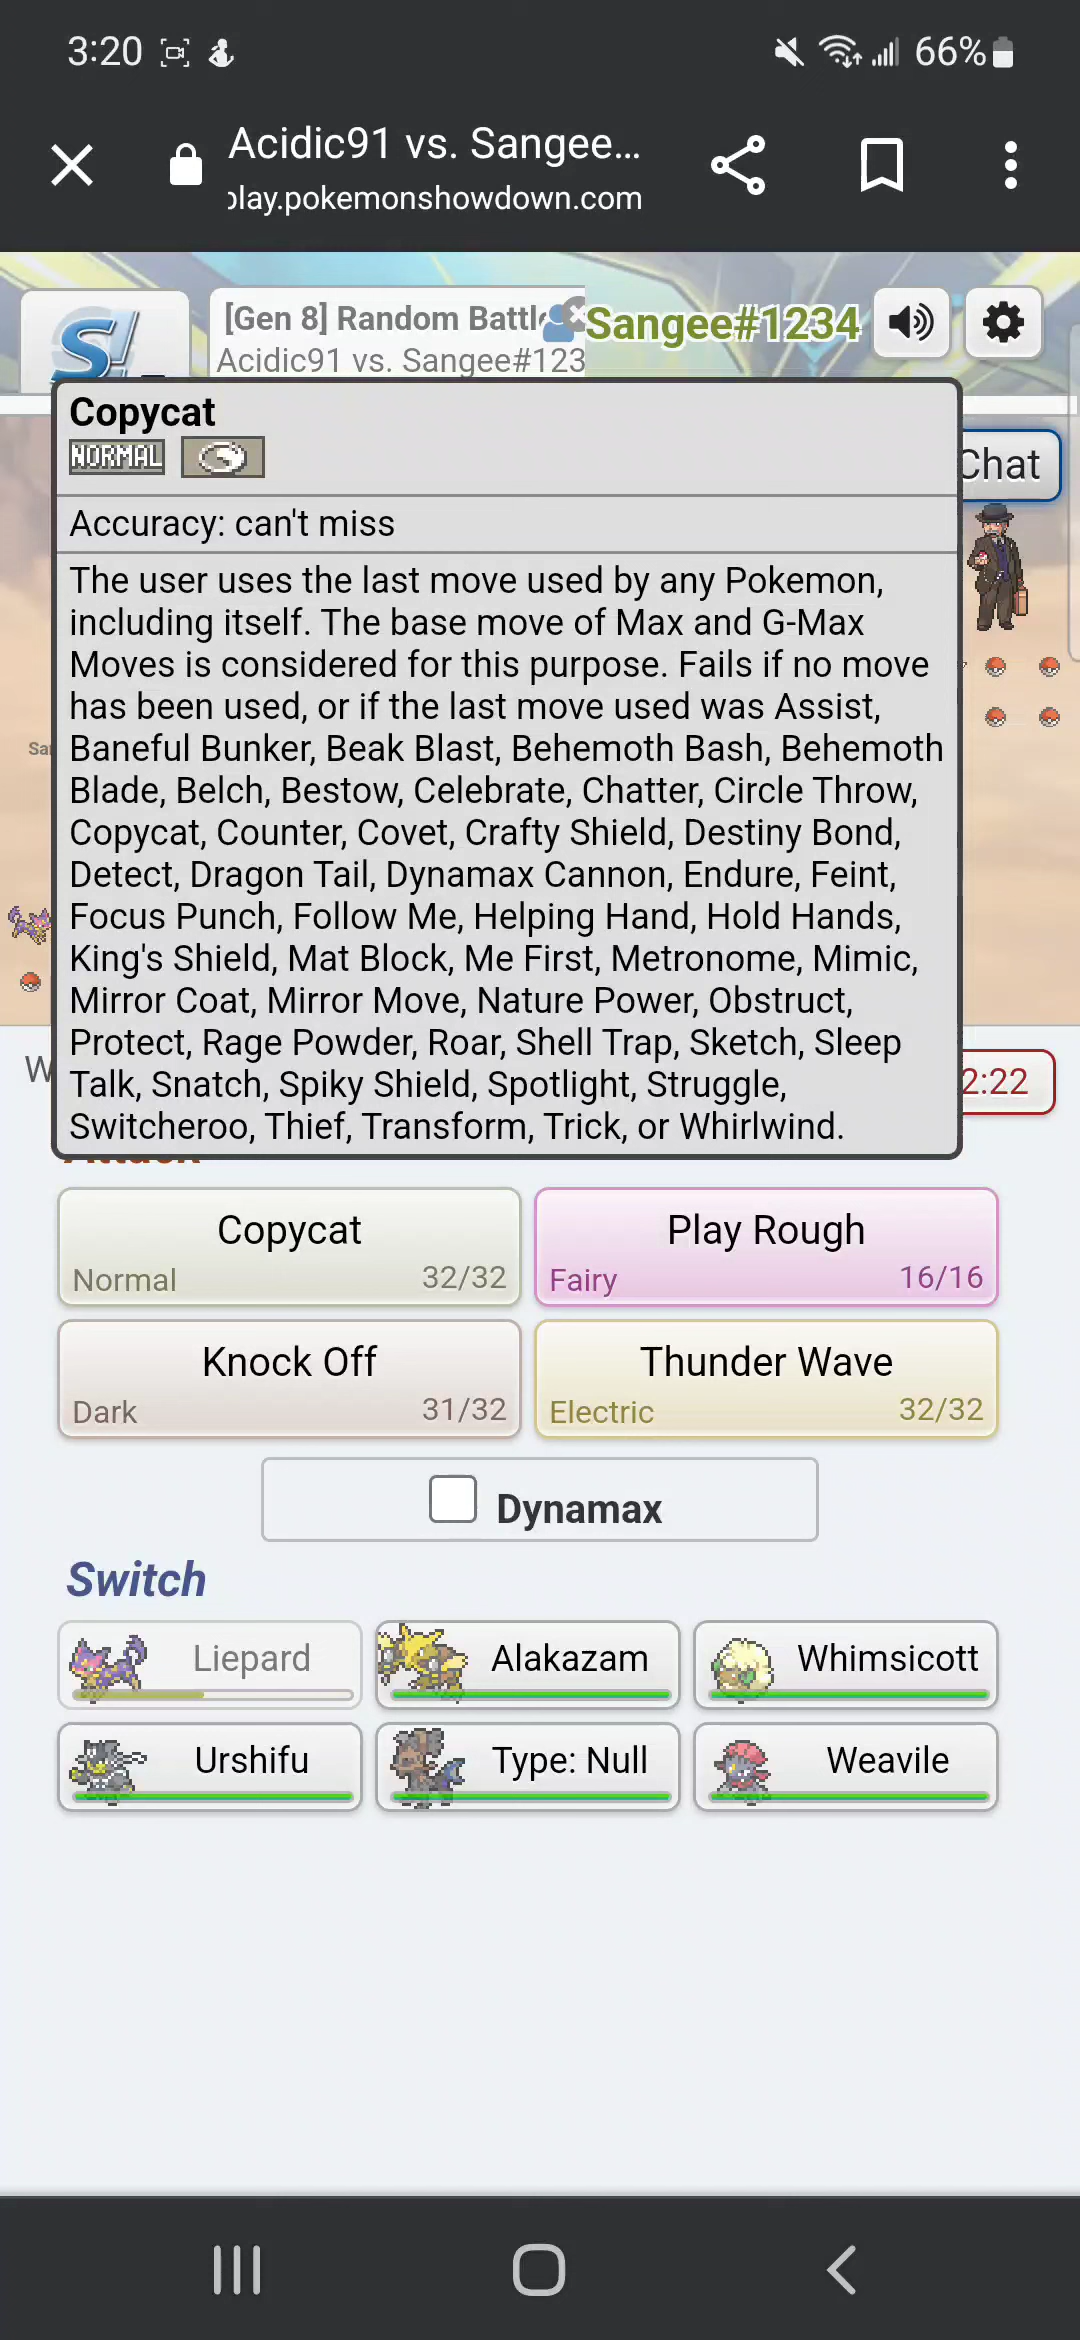 3:20
66%
Acidic91 vs. Sangee...
play.pokemonshowdown.com
[Gen 8] Random Battle
Acidic91 vs. Sangee#123
Sangee#1234
Copycat
NORMAL
Chat
Accuracy: can't miss
The user uses the last move used by any Pokemon,
including itself. The base move of Max and G-Max
Moves is considered for this purpose. Fails if no move
has been used, or if the last move used was Assist,
Baneful Bunker, Beak Blast, Behemoth Bash, Behemoth
Blade, Belch, Bestow, Celebrate, Chatter, Circle Throw,
Copycat, Counter, Covet, Crafty Shield, Destiny Bond,
Detect, Dragon Tail, Dynamax Cannon, Endure, Feint,
Focus Punch, Follow Me, Helping Hand, Hold Hands,
King's Shield, Mat Block, Me First, Metronome, Mimic,
Mirror Coat, Mirror Move, Nature Power, Obstruct,
Protect, Rage Powder, Roar, Shell Trap, Sketch, Sleep
Talk, Snatch, Spiky Shield, Spotlight, Struggle,
Switcheroo, Thief, Transform, Trick, or Whirlwind.
2:22
Attack
Copycat
Normal 32/32
Play Rough
Fairy 16/16
Knock Off
Dark 31/32
Thunder Wave
Electric 32/32
Dynamax
Switch
Liepard
Alakazam
Whimsicott
Urshifu
Type: Null
Weavile